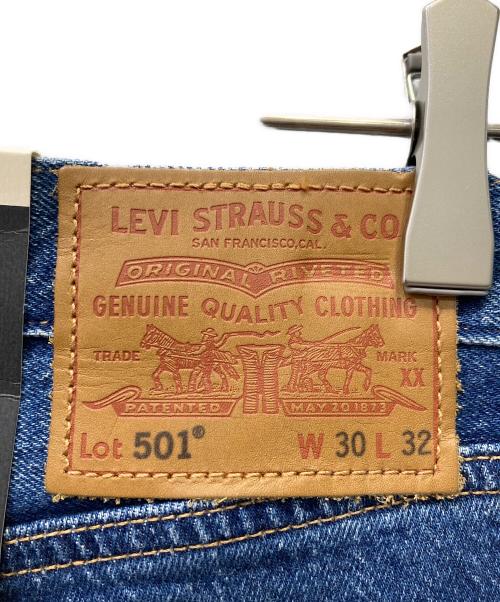 LEVI STRAUSS & CO
SAN FRANCISCO, CAL.
ORIGINAL RIVETED
GENUINE QUALITY CLOTHING
TRADE MARK
XX
PATENTED MAY 20 1873
Lot 501® W 30 L 32